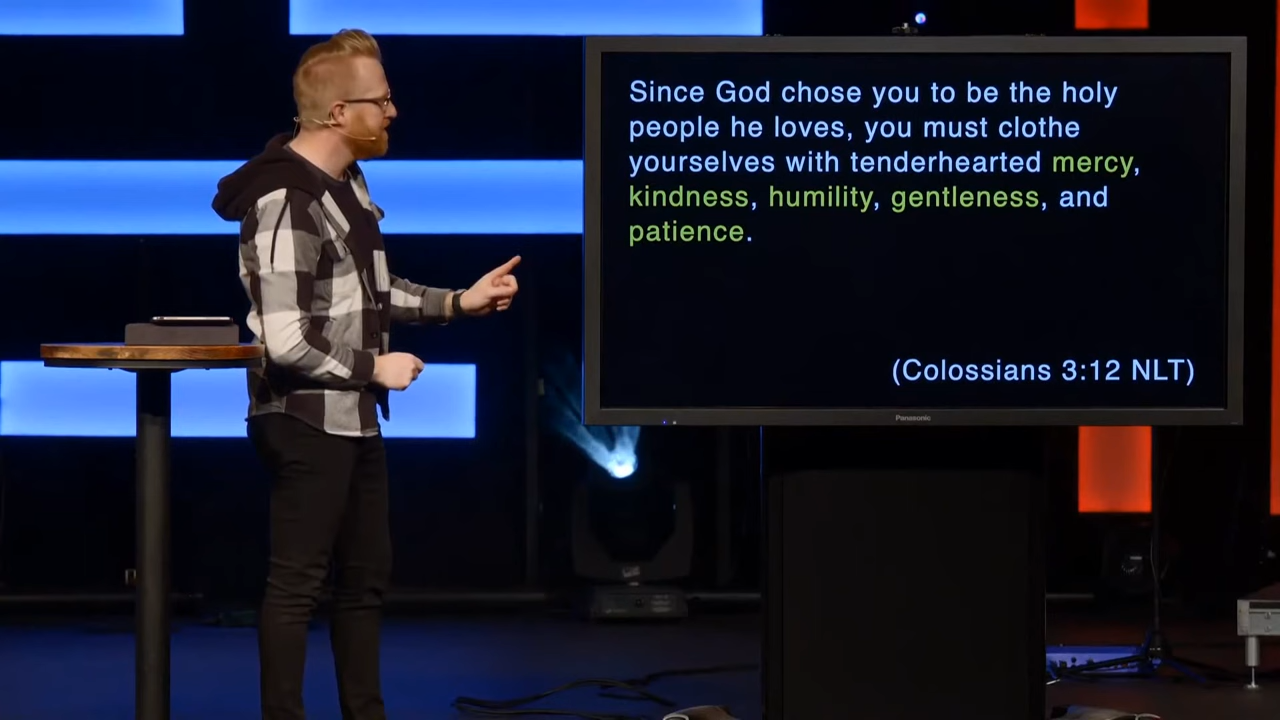 Since God chose you to be the holy
people he loves, you must clothe
yourselves with tenderhearted mercy,
kindness, humility, gentleness, and
patience.
(Colossians 3:12 NLT)
Panasonic